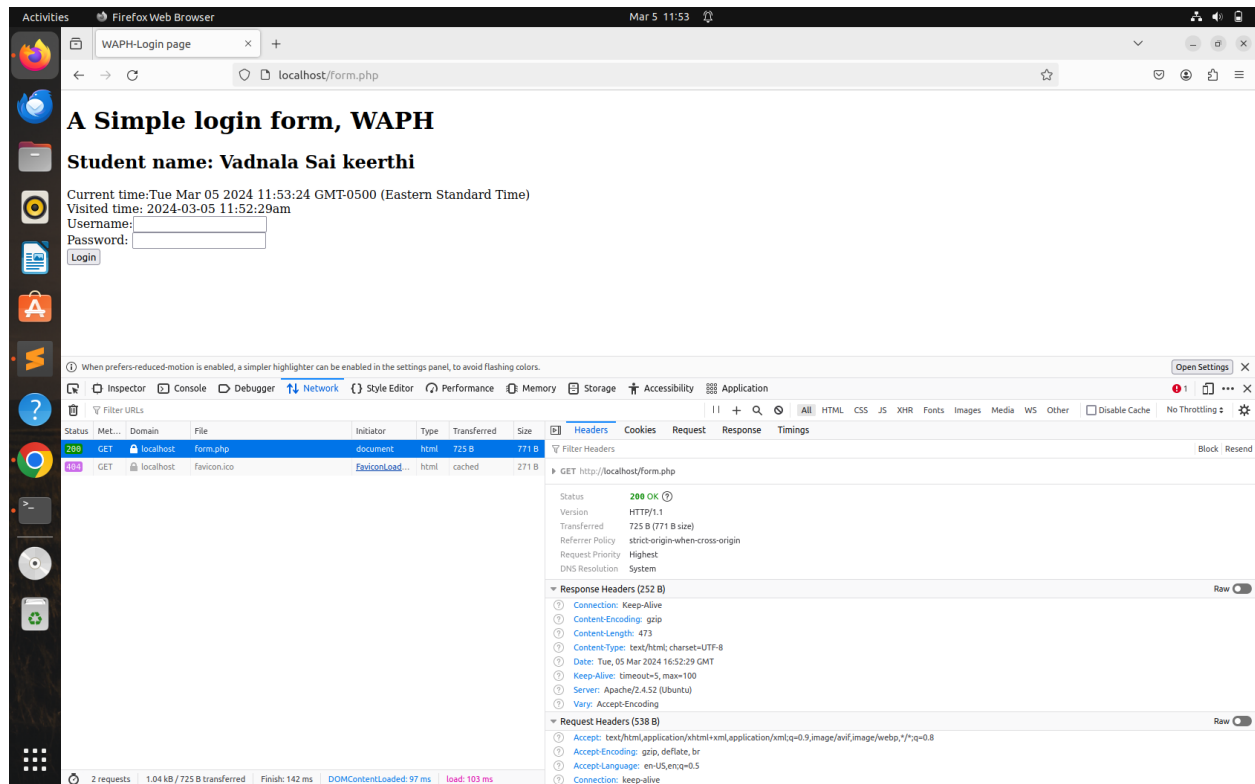 Activities Firefox Web Browser Mar 5 11:53
WAPH-Login page
localhost/form.php
A Simple login form, WAPH
Student name: Vadnala Sai keerthi
Current time:Tue Mar 05 2024 11:53:24 GMT-0500 (Eastern Standard Time)
Visited time: 2024-03-05 11:52:29am
Username:
Password:
Login
When prefers-reduced-motion is enabled, a simpler highlighter can be enabled in the settings panel, to avoid flashing colors. Open Settings
Inspector Console Debugger Network Style Editor Performance Memory Storage Accessibility Application 1
Filter URLs All HTML CSS JS XHR Fonts Images Media WS Other Disable Cache No Throttling
Status Met... Domain File Initiator Type Transferred Size Headers Cookies Request Response Timings
200 GET localhost form.php document html 725 B 771 B
404 GET localhost favicon.ico FaviconLoad... html cached 271 B
Filter Headers Block Resend
GET http://localhost/form.php
Status 200 OK
Version HTTP/1.1
Transferred 725 B (771 B size)
Referrer Policy strict-origin-when-cross-origin
Request Priority Highest
DNS Resolution System
Response Headers (252 B) Raw
Connection: Keep-Alive
Content-Encoding: gzip
Content-Length: 473
Content-Type: text/html; charset=UTF-8
Date: Tue, 05 Mar 2024 16:52:29 GMT
Keep-Alive: timeout=5, max=100
Server: Apache/2.4.52 (Ubuntu)
Vary: Accept-Encoding
Request Headers (538 B) Raw
Accept: text/html,application/xhtml+xml,application/xml;q=0.9,image/avif,image/webp,*/*;q=0.8
Accept-Encoding: gzip, deflate, br
Accept-Language: en-US,en;q=0.5
Connection: keep-alive
2 requests 1.04 kB / 725 B transferred Finish: 142 ms DOMContentLoaded: 97 ms load: 103 ms